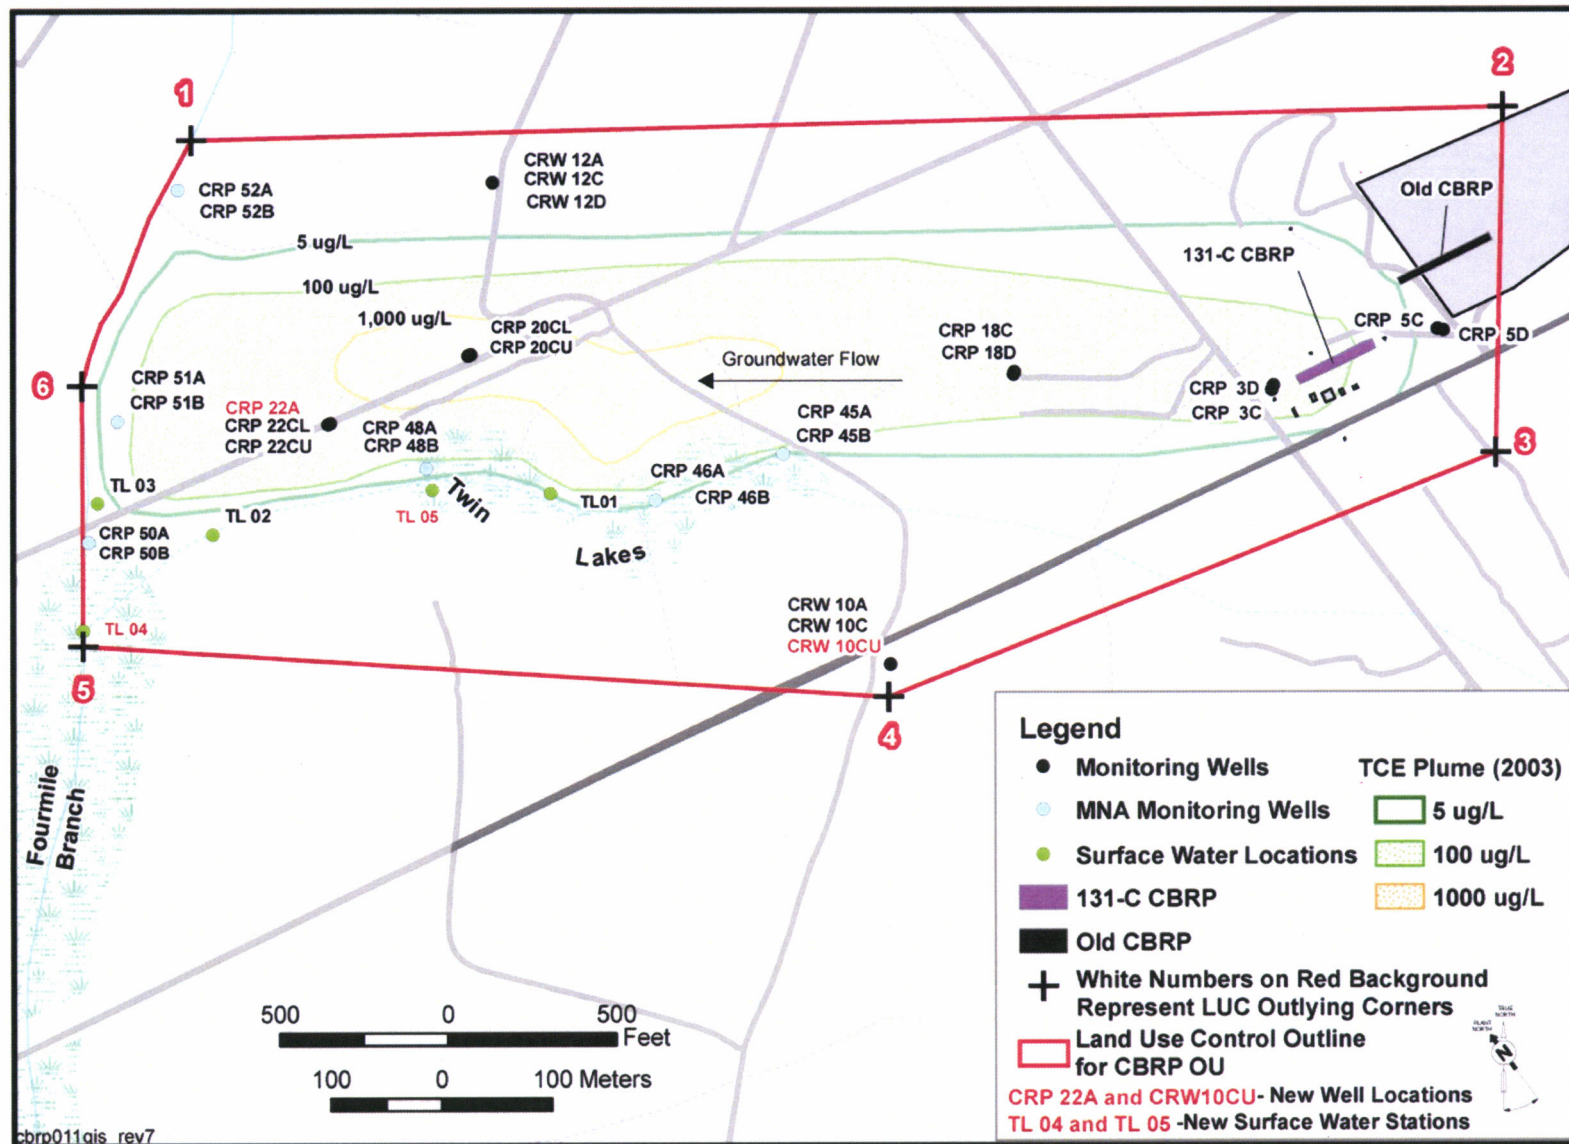 1
2
CRP 52A
CRP 52B
CRW 12A
CRW 12C
CRW 12D
Old CBRP
5 ug/L
131-C CBRP
100 ug/L
1,000 ug/L
CRP 20CL
CRP 20CU
CRP 18C
CRP 18D
CRP 5C
CRP 5D
Groundwater Flow
6
CRP 51A
CRP 51B
CRP 3D
CRP 3C
CRP 22A
CRP 22CL
CRP 22CU
CRP 48A
CRP 48B
CRP 45A
CRP 45B
3
CRP 46A
CRP 46B
TL 03
TL 02
TL 05
Twin
TL01
CRP 50A
CRP 50B
Lakes
TL 04
5
CRW 10A
CRW 10C
CRW 10CU
4
Fourmile
Branch
Legend
Monitoring Wells
TCE Plume (2003)
MNA Monitoring Wells
5 ug/L
Surface Water Locations
100 ug/L
131-C CBRP
1000 ug/L
Old CBRP
White Numbers on Red Background
Represent LUC Outlying Corners
TRUE
NORTH
PLANT
NORTH
N
Land Use Control Outline
for CBRP OU
CRP 22A and CRW10CU- New Well Locations
TL 04 and TL 05 -New Surface Water Stations
500 0 500
Feet
100 0 100 Meters
cbrp011gis_rev7